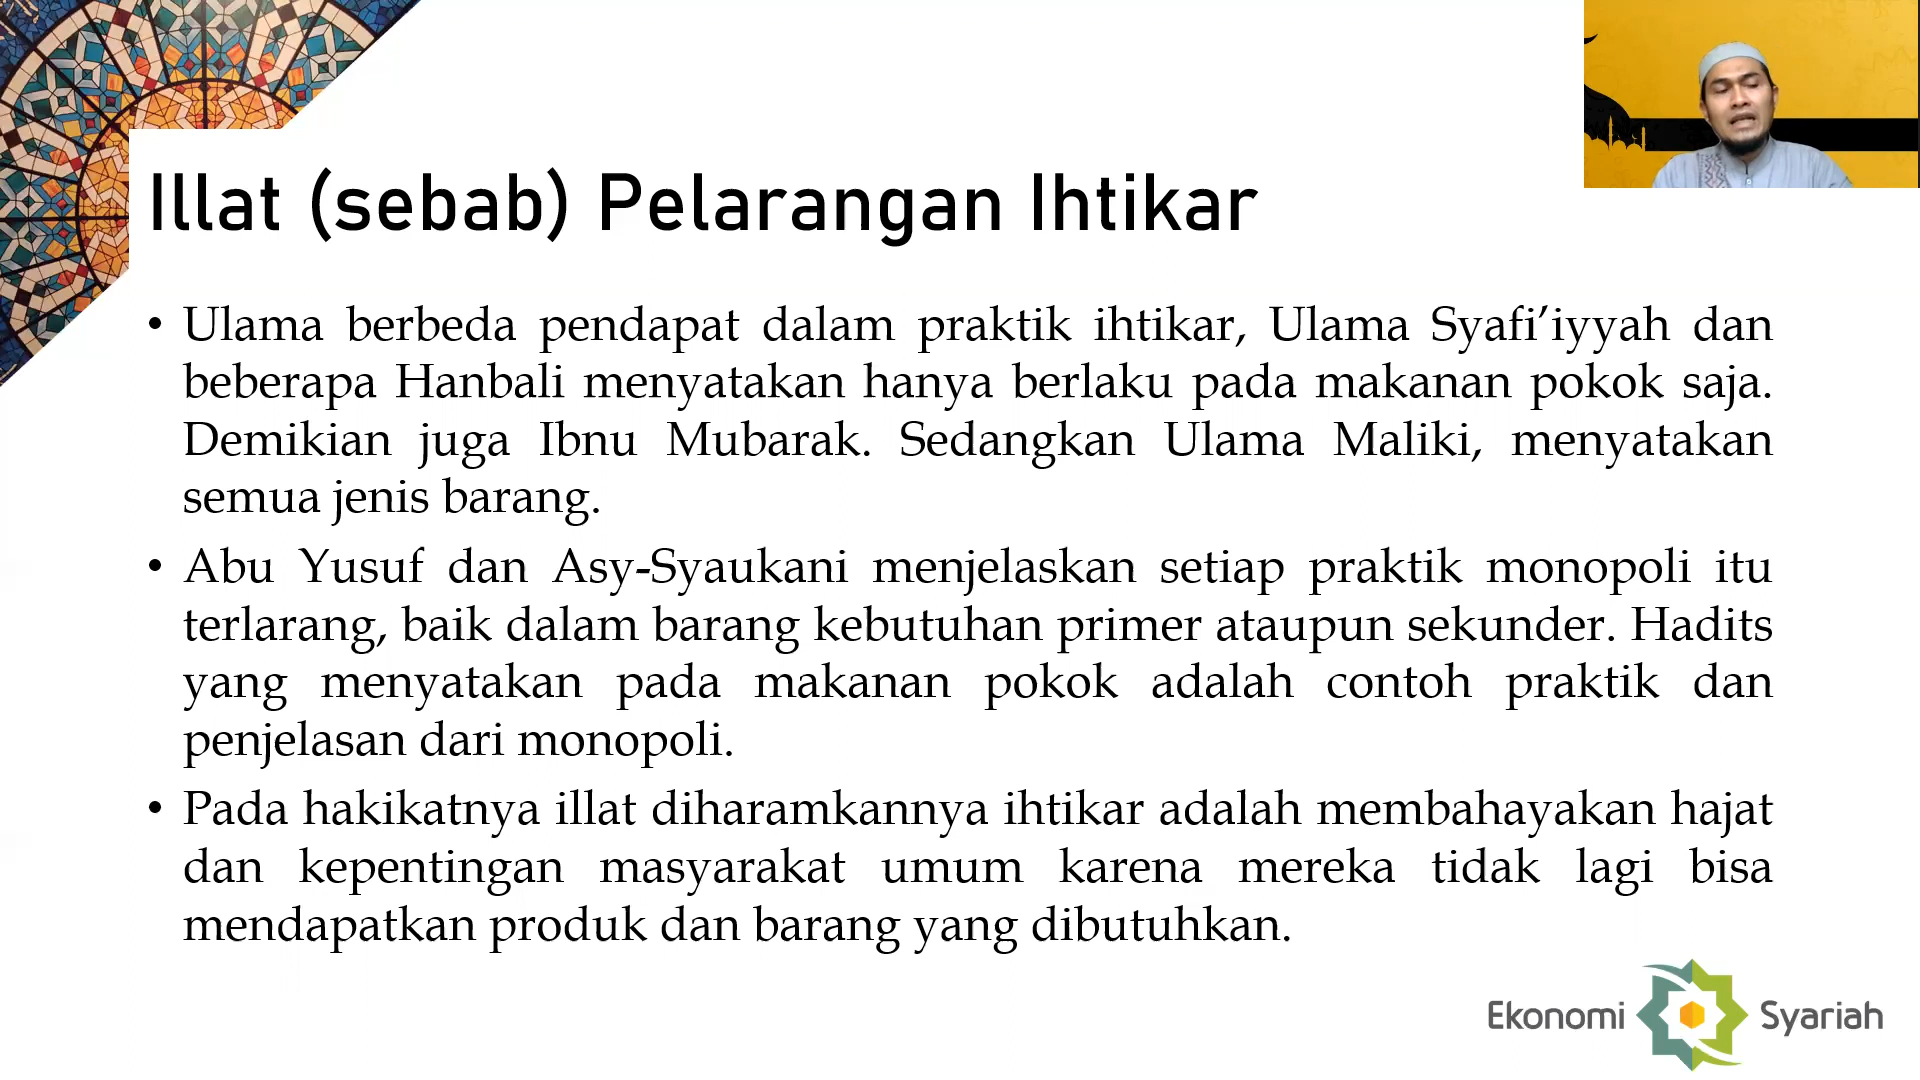 Illat (sebab) Pelarangan Ihtikar
• Ulama berbeda pendapat dalam praktik ihtikar, Ulama Syafi’iyyah dan
beberapa Hanbali menyatakan hanya berlaku pada makanan pokok saja.
Demikian juga Ibnu Mubarak. Sedangkan Ulama Maliki, menyatakan
semua jenis barang.
• Abu Yusuf dan Asy-Syaukani menjelaskan setiap praktik monopoli itu
terlarang, baik dalam barang kebutuhan primer ataupun sekunder. Hadits
yang menyatakan pada makanan pokok adalah contoh praktik dan
penjelasan dari monopoli.
• Pada hakikatnya illat diharamkannya ihtikar adalah membahayakan hajat
dan kepentingan masyarakat umum karena mereka tidak lagi bisa
mendapatkan produk dan barang yang dibutuhkan.
Ekonomi Syariah